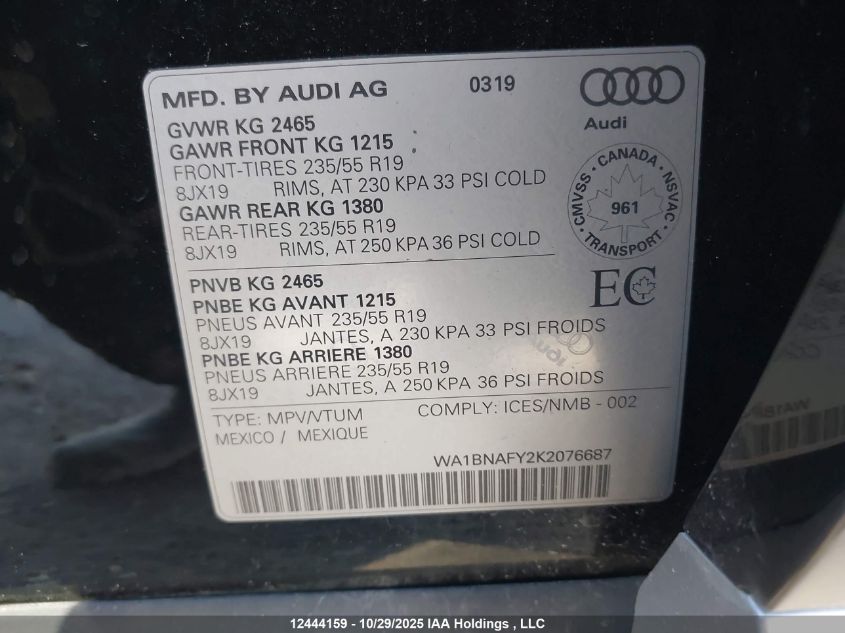 MFD. BY AUDI AG 0319
Audi
GVWR KG 2465
GAWR FRONT KG 1215
FRONT-TIRES 235/55 R19
8JX19 RIMS, AT 230 KPA 33 PSI COLD
GAWR REAR KG 1380
REAR-TIRES 235/55 R19
8JX19 RIMS, AT 250 KPA 36 PSI COLD
CMVSS - CANADA - NSVAC
961
- TRANSPORT -
EC
PNVB KG 2465
PNBE KG AVANT 1215
PNEUS AVANT 235/55 R19
8JX19 JANTES, A 230 KPA 33 PSI FROIDS
PNBE KG ARRIERE 1380
PNEUS ARRIERE 235/55 R19
8JX19 JANTES, A 250 KPA 36 PSI FROIDS
TYPE: MPV/VTUM COMPLY: ICES/NMB - 002
MEXICO / MEXIQUE
WA1BNAFY2K2076687
12444159 - 10/29/2025 IAA Holdings , LLC